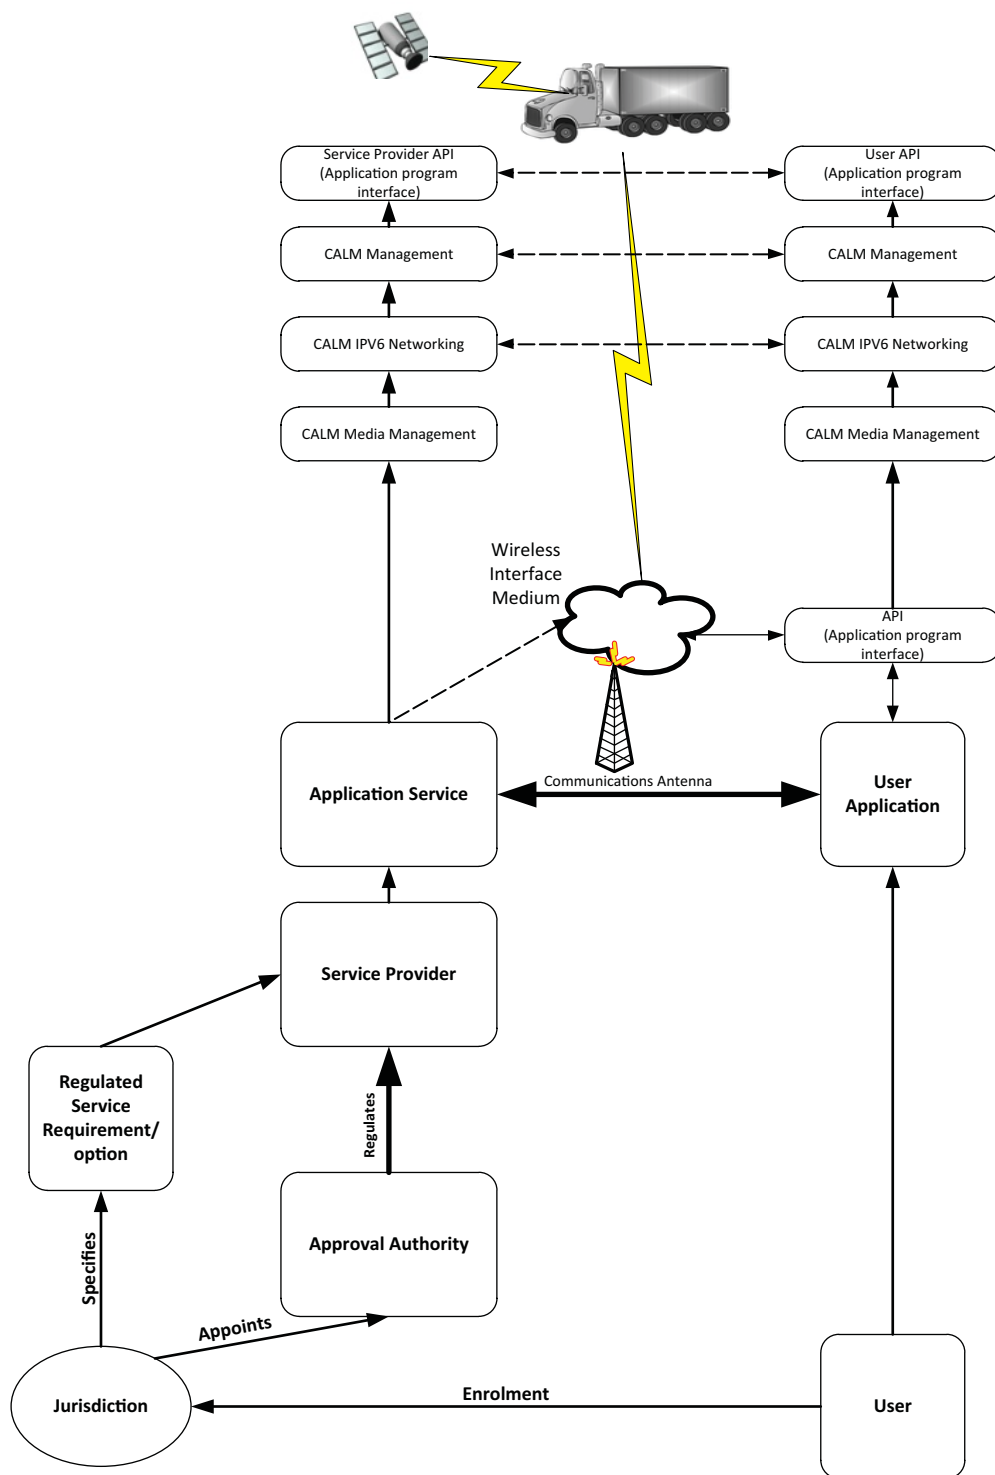 Service Provider API
(Application program
interface)
User API
(Application program
interface)
CALM Management
CALM Management
CALM IPV6 Networking
CALM IPV6 Networking
CALM Media Management
CALM Media Management
Wireless
Interface
Medium
API
(Application program
interface)
Communications Antenna
Application Service
User
Application
Service Provider
Regulated
Service
Requirement/
option
Regulates
Approval Authority
Specifies
Appoints
Jurisdiction
Enrolment
User